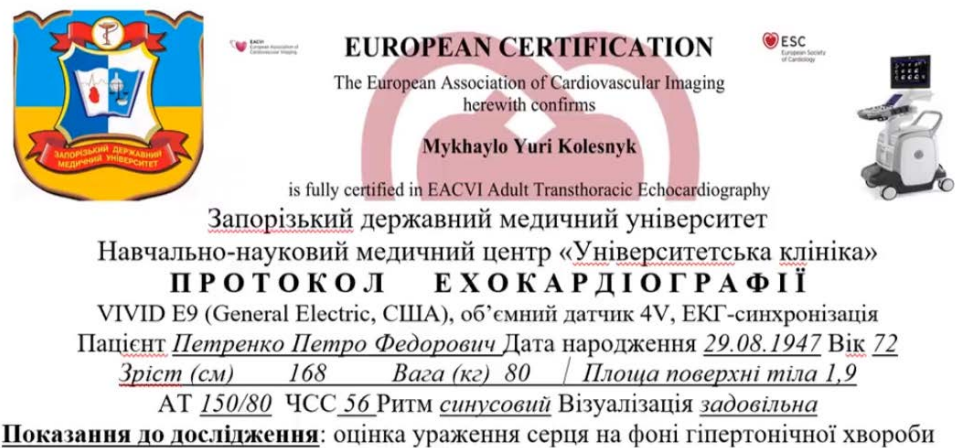 EACVI
European Association of
Cardiovascular Imaging
EUROPEAN CERTIFICATION
ESC
European Society
of Cardiology
The European Association of Cardiovascular Imaging
herewith confirms
Mykhaylo Yuri Kolesnyk
is fully certified in EACVI Adult Transthoracic Echocardiography
ЗАПОРІЗЬКИЙ ДЕРЖАВНИЙ
МЕДИЧНИЙ УНІВЕРСИТЕТ
Запорізький державний медичний університет
Навчально-науковий медичний центр «Університетська клініка»
ПРОТОКОЛ ЕХОКАРДІОГРАФІЇ
VIVID E9 (General Electric, США), об’ємний датчик 4V, ЕКГ-синхронізація
Пацієнт Петренко Петро Федорович Дата народження 29.08.1947 Вік 72
Зріст (см) 168 Вага (кг) 80 / Площа поверхні тіла 1,9
АТ 150/80 ЧСС 56 Ритм синусовий Візуалізація задовільна
Показання до дослідження: оцінка ураження серця на фоні гіпертонічної хвороби